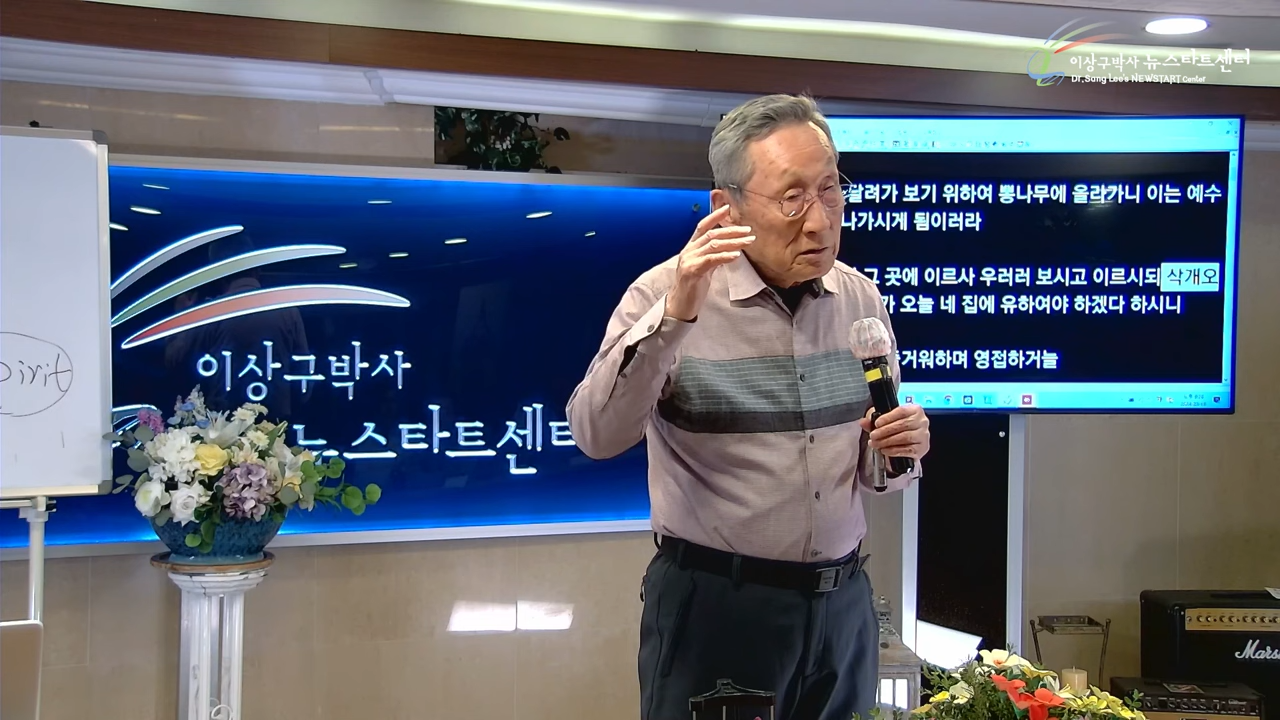 이상구박사 뉴스타트센터
Dr. Sang Lee's NEWSTART Center
달려가 보기 위하여 뽕나무에 올라가니 이는 예수
나가시게 됨이러라
그 곳에 이르사 우러러 보시고 이르시되 삭개오
오늘 네 집에 유하여야 하겠다 하시니
즐거워하며 영접하거늘
이상구박사
뉴스타트센터
Marsh